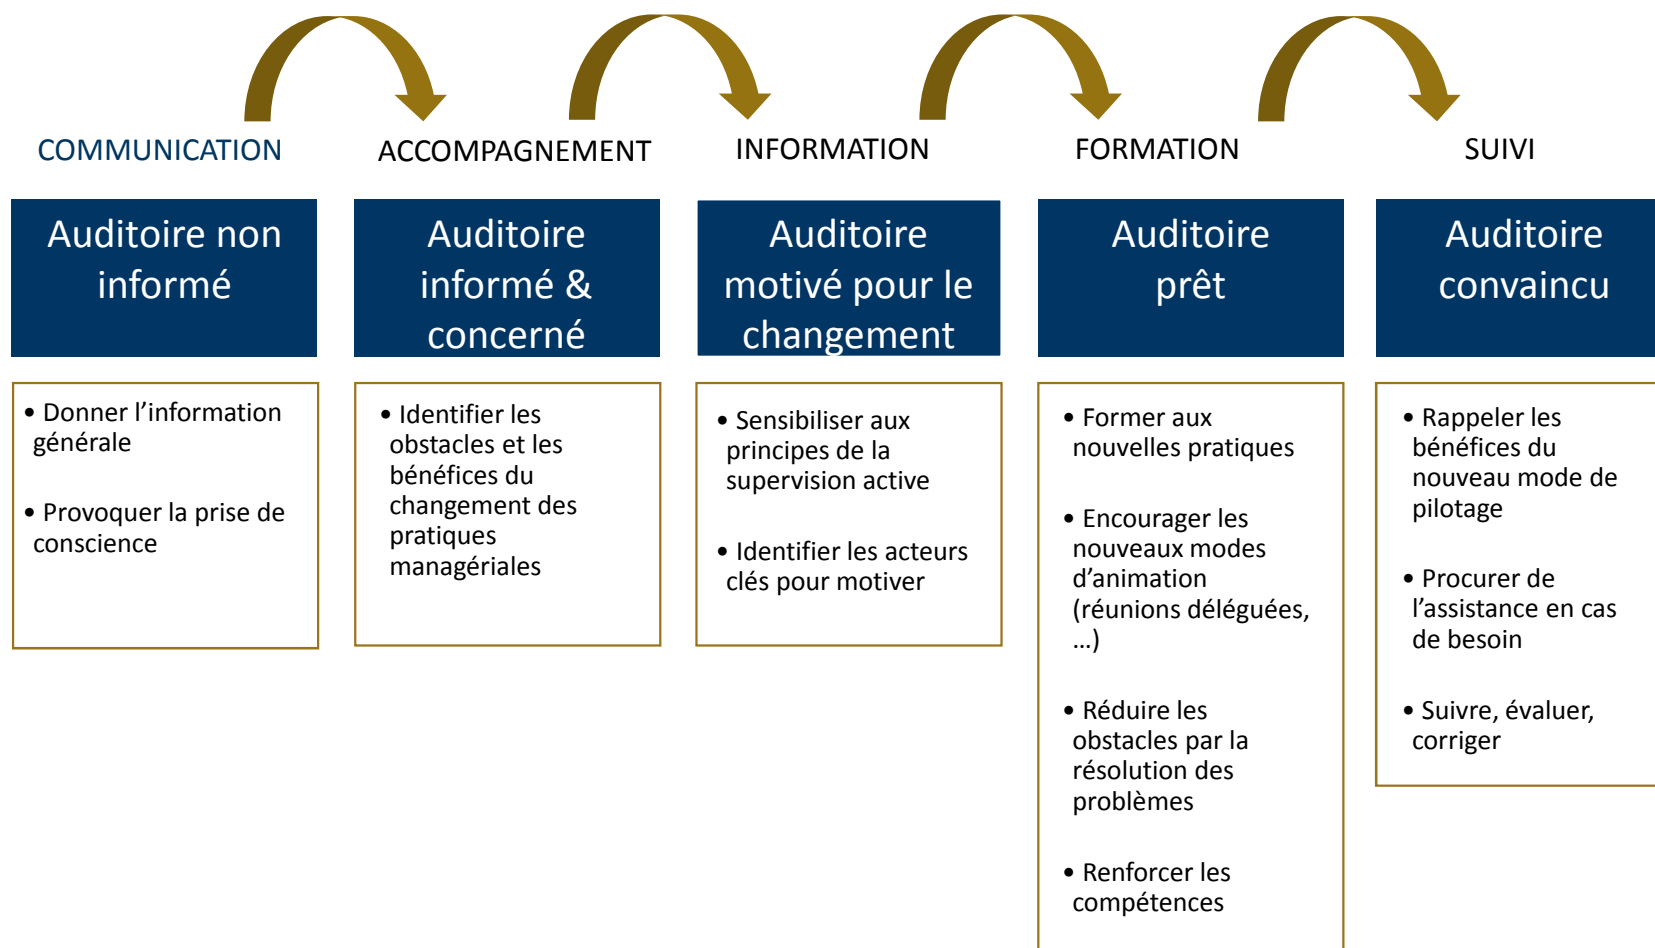 COMMUNICATION
ACCOMPAGNEMENT
INFORMATION
FORMATION
SUIVI
Auditoire non
informé
Auditoire
informé &
concerné
Auditoire
motivé pour le
changement
Auditoire
prêt
Auditoire
convaincu
• Donner l’information
générale
• Provoquer la prise de
conscience
• Identifier les
obstacles et les
bénéfices du
changement des
pratiques
managériales
• Sensibiliser aux
principes de la
supervision active
• Identifier les acteurs
clés pour motiver
• Former aux
nouvelles pratiques
• Encourager les
nouveaux modes
d’animation
(réunions déléguées,
…)
• Réduire les
obstacles par la
résolution des
problèmes
• Renforcer les
compétences
• Rappeler les
bénéfices du
nouveau mode de
pilotage
• Procurer de
l’assistance en cas
de besoin
• Suivre, évaluer,
corriger